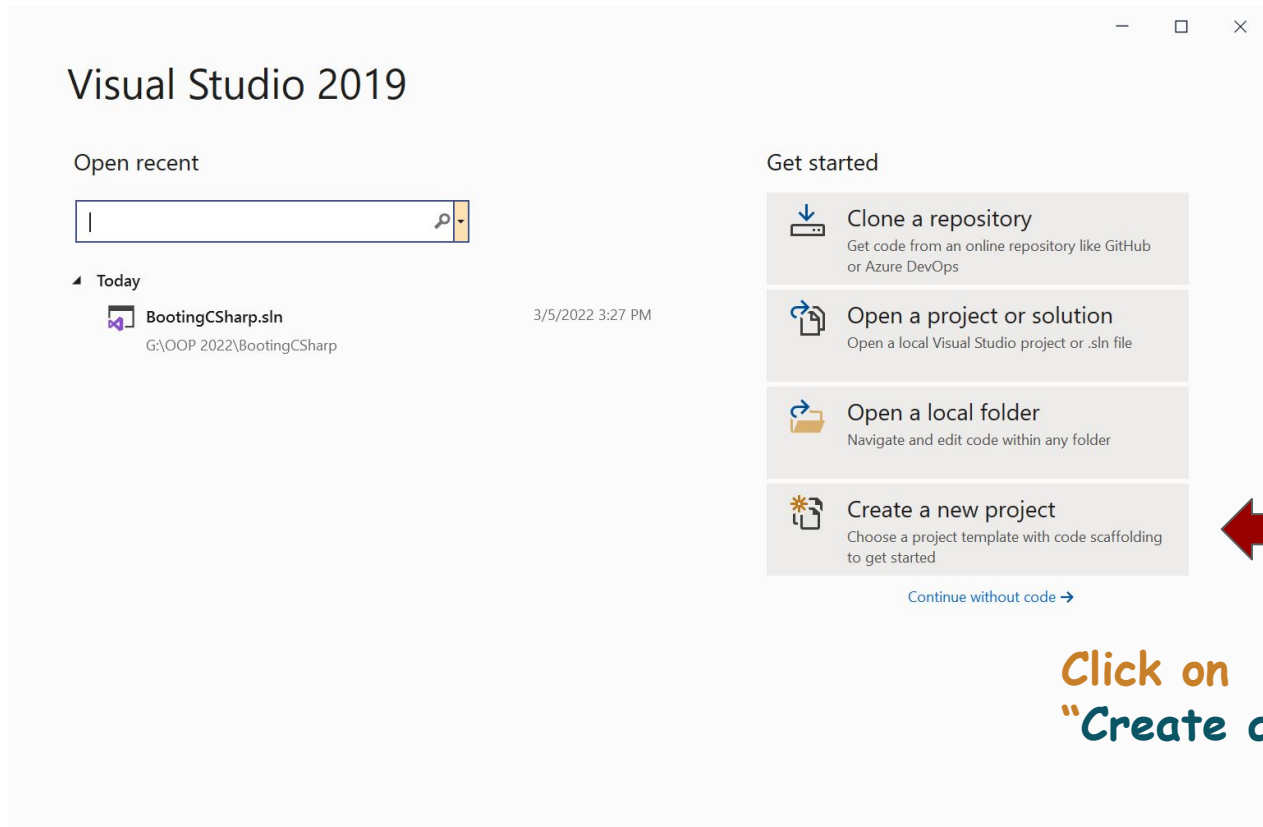 Visual Studio 2019
Open recent
Today
BootingCSharp.sln
3/5/2022 3:27 PM
G:\OOP 2022\BootingCSharp
Get started
Clone a repository
Get code from an online repository like GitHub
or Azure DevOps
Open a project or solution
Open a local Visual Studio project or .sln file
Open a local folder
Navigate and edit code within any folder
Create a new project
Choose a project template with code scaffolding
to get started
Continue without code →
Click on
“Create